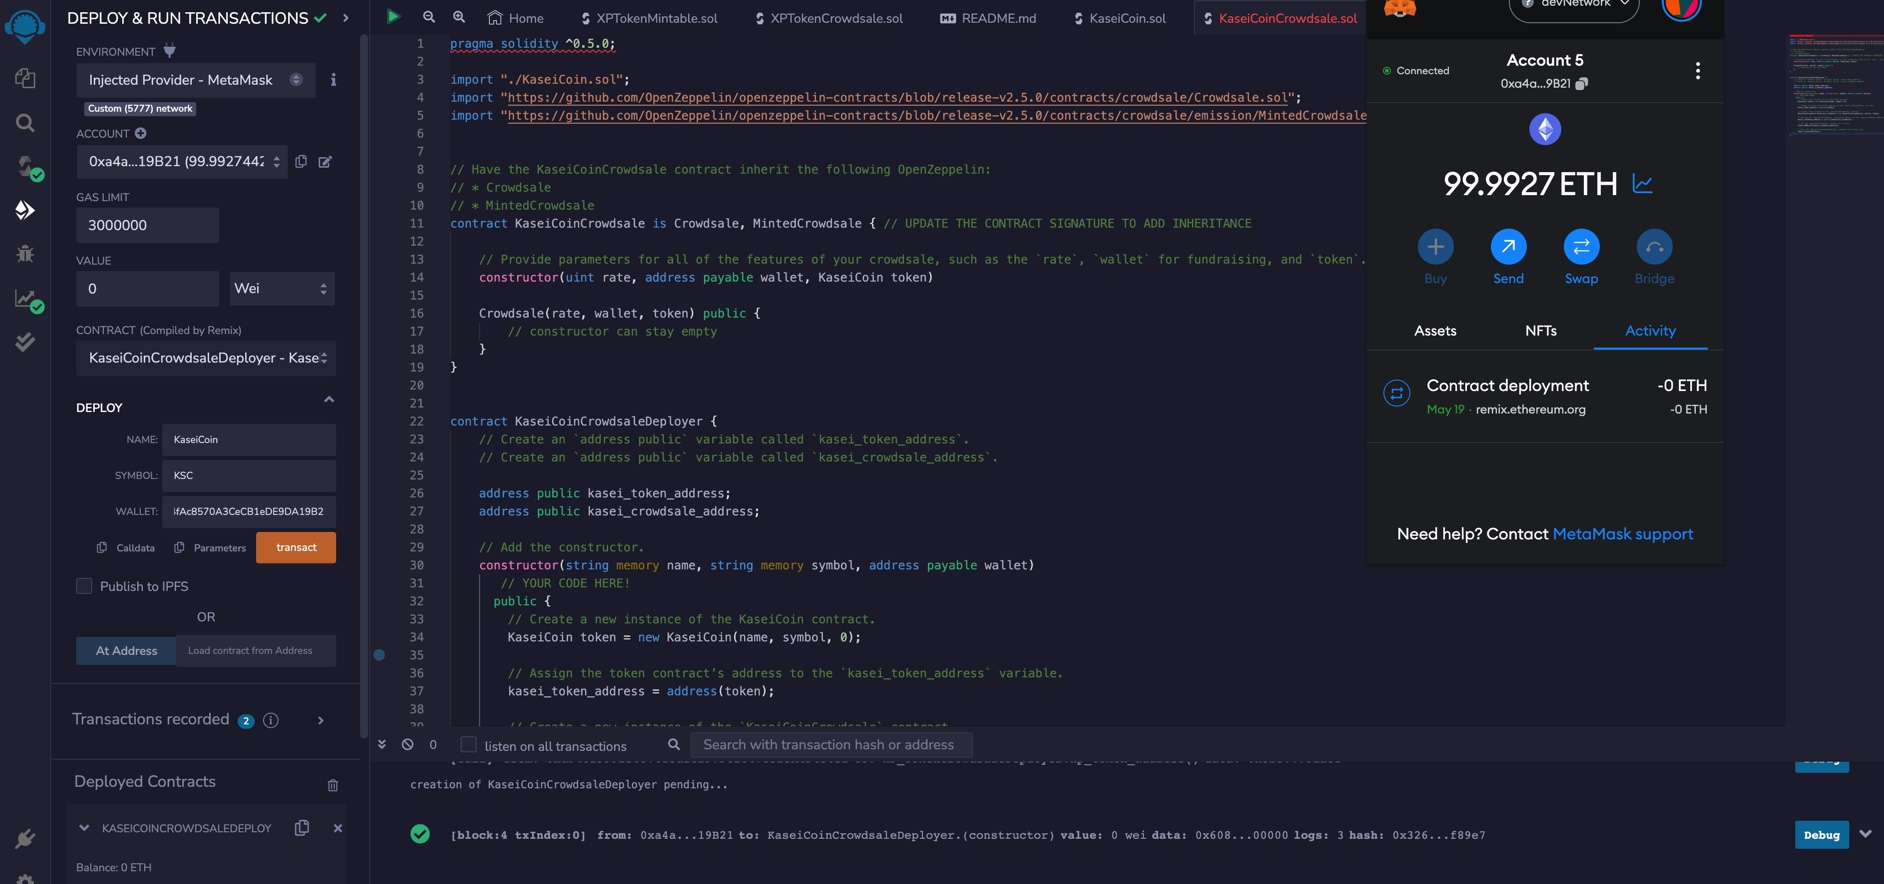 DEPLOY & RUN TRANSACTIONS
ENVIRONMENT
Injected Provider - MetaMask
Custom (5777) network
ACCOUNT
0xa4a...19B21 (99.9927442
GAS LIMIT
3000000
VALUE
0
Wei
CONTRACT (Compiled by Remix)
KaseiCoinCrowdsaleDeployer - Kase
DEPLOY
NAME: KaseiCoin
SYMBOL: KSC
WALLET: ifAc8570A3CeCB1eDE9DA19B2
Calldata Parameters transact
Publish to IPFS
OR
At Address Load contract from Address
Transactions recorded 2
Deployed Contracts
KASEICOINCROWDSALEDEPLOY
Balance: 0 ETH
Home XPTokenMintable.sol XPTokenCrowdsale.sol README.md KaseiCoin.sol KaseiCoinCrowdsale.sol
1 pragma solidity ^0.5.0;
2
3 import "./KaseiCoin.sol";
4 import "https://github.com/OpenZeppelin/openzeppelin-contracts/blob/release-v2.5.0/contracts/crowdsale/Crowdsale.sol";
5 import "https://github.com/OpenZeppelin/openzeppelin-contracts/blob/release-v2.5.0/contracts/crowdsale/emission/MintedCrowdsale
6
7
8 // Have the KaseiCoinCrowdsale contract inherit the following OpenZeppelin:
9 // * Crowdsale
10 // * MintedCrowdsale
11 contract KaseiCoinCrowdsale is Crowdsale, MintedCrowdsale { // UPDATE THE CONTRACT SIGNATURE TO ADD INHERITANCE
12
13 // Provide parameters for all of the features of your crowdsale, such as the `rate`, `wallet` for fundraising, and `token`.
14 constructor(uint rate, address payable wallet, KaseiCoin token)
15
16 Crowdsale(rate, wallet, token) public {
17 // constructor can stay empty
18 }
19 }
20
21
22 contract KaseiCoinCrowdsaleDeployer {
23 // Create an `address public` variable called `kasei_token_address`.
24 // Create an `address public` variable called `kasei_crowdsale_address`.
25
26 address public kasei_token_address;
27 address public kasei_crowdsale_address;
28
29 // Add the constructor.
30 constructor(string memory name, string memory symbol, address payable wallet)
31 // YOUR CODE HERE!
32 public {
33 // Create a new instance of the KaseiCoin contract.
34 KaseiCoin token = new KaseiCoin(name, symbol, 0);
35
36 // Assign the token contract's address to the `kasei_token_address` variable.
37 kasei_token_address = address(token);
38
39 // Create a new instance of the `KaseiCoinCrowdsale` contract
0 listen on all transactions Search with transaction hash or address
creation of KaseiCoinCrowdsaleDeployer pending...
[block:4 txIndex:0] from: 0xa4a...19B21 to: KaseiCoinCrowdsaleDeployer.(constructor) value: 0 wei data: 0x608...00000 logs: 3 hash: 0x326...f89e7
Debug
devNetwork
Connected
Account 5
0xa4a...9B21
99.9927 ETH
Buy Send Swap Bridge
Assets NFTs Activity
Contract deployment -0 ETH
May 19 · remix.ethereum.org -0 ETH
Need help? Contact MetaMask support